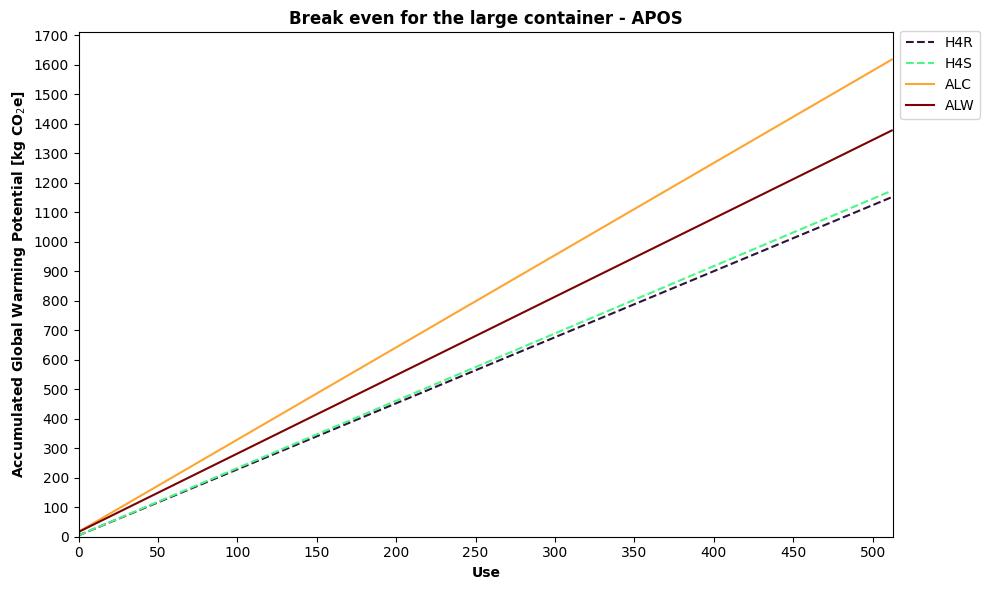 Break even for the large container - APOS
Accumulated Global Warming Potential [kg CO₂e]
1700
1600
1500
1400
1300
1200
1100
1000
900
800
700
600
500
400
300
200
100
0
0 50 100 150 200 250 300 350 400 450 500
Use
H4R
H4S
ALC
ALW